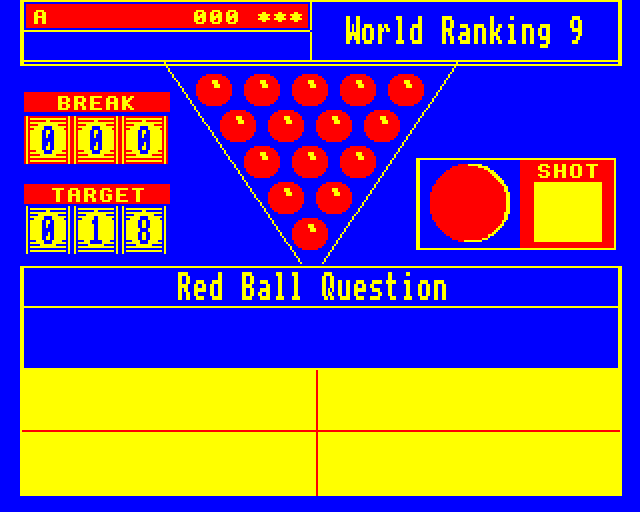 A 000 ***
World Ranking 9
BREAK
000
TARGET
018
SHOT
Red Ball Question